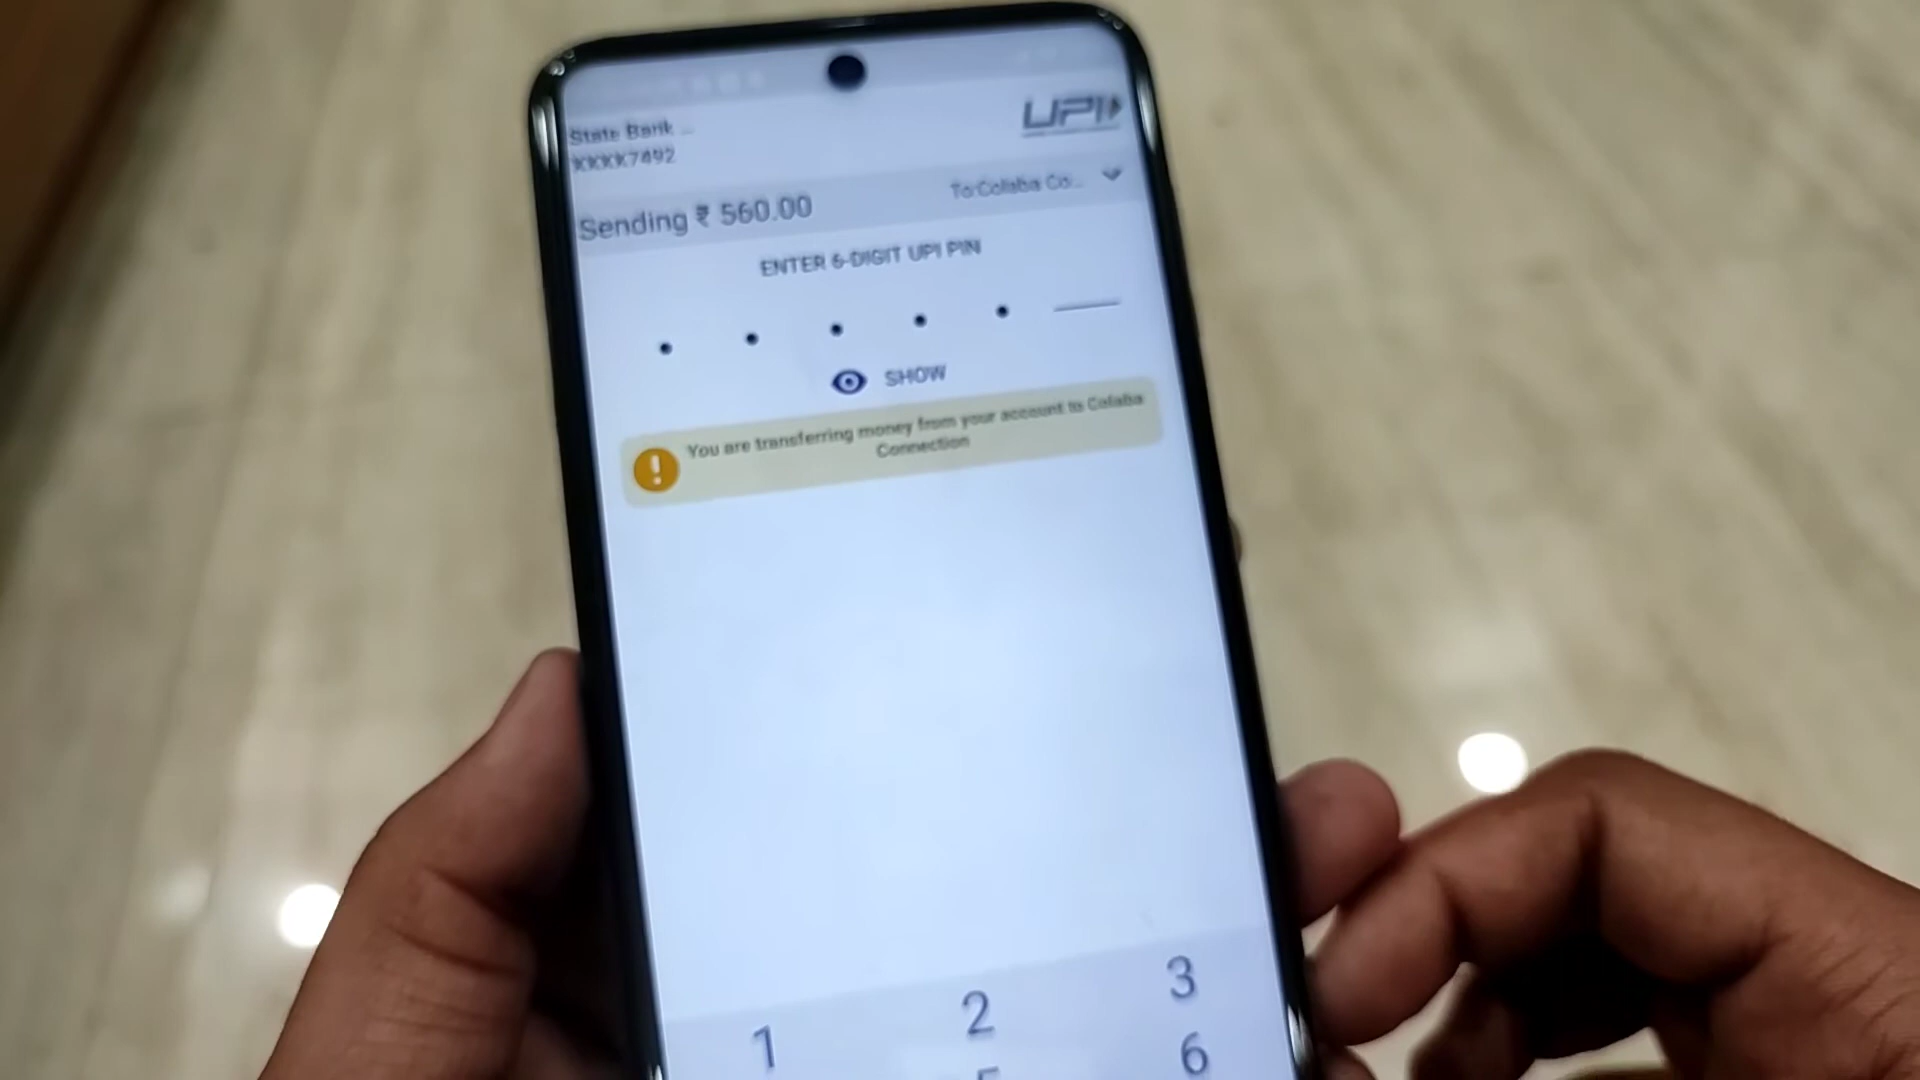 State Bank ...
XXXX7492
UPI
Sending ₹ 560.00
To:Colaba Co...
ENTER 6-DIGIT UPI PIN
SHOW
You are transferring money from your account to Colaba
Connection
1
2
3
5
6